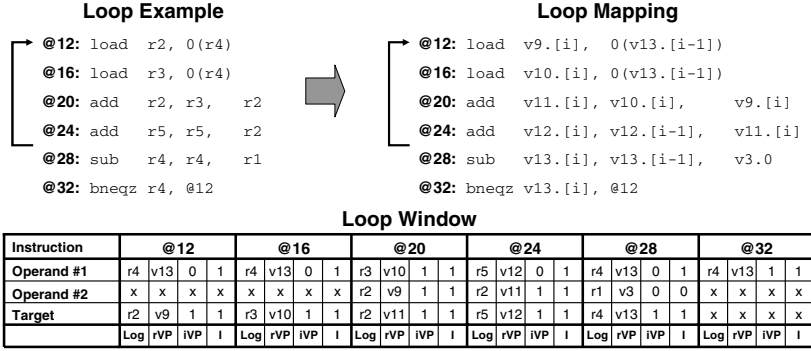 Loop Example
@12: load r2, 0(r4)
@16: load r3, 0(r4)
@20: add r2, r3, r2
@24: add r5, r5, r2
@28: sub r4, r4, r1
@32: bneqz r4, @12
Loop Mapping
@12: load v9.[i], 0(v13.[i-1])
@16: load v10.[i], 0(v13.[i-1])
@20: add v11.[i], v10.[i], v9.[i]
@24: add v12.[i], v12.[i-1], v11.[i]
@28: sub v13.[i], v13.[i-1], v3.0
@32: bneqz v13.[i], @12
Loop Window
Instruction @12 @16 @20 @24 @28 @32
Operand #1 r4 v13 0 1 r4 v13 0 1 r3 v10 1 1 r5 v12 0 1 r4 v13 0 1 r4 v13 1 1
Operand #2 x x x x x x x x r2 v9 1 1 r2 v11 1 1 r1 v3 0 0 x x x x
Target r2 v9 1 1 r3 v10 1 1 r2 v11 1 1 r5 v12 1 1 r4 v13 1 1 x x x x
Log rVP iVP I Log rVP iVP I Log rVP iVP I Log rVP iVP I Log rVP iVP I Log rVP iVP I